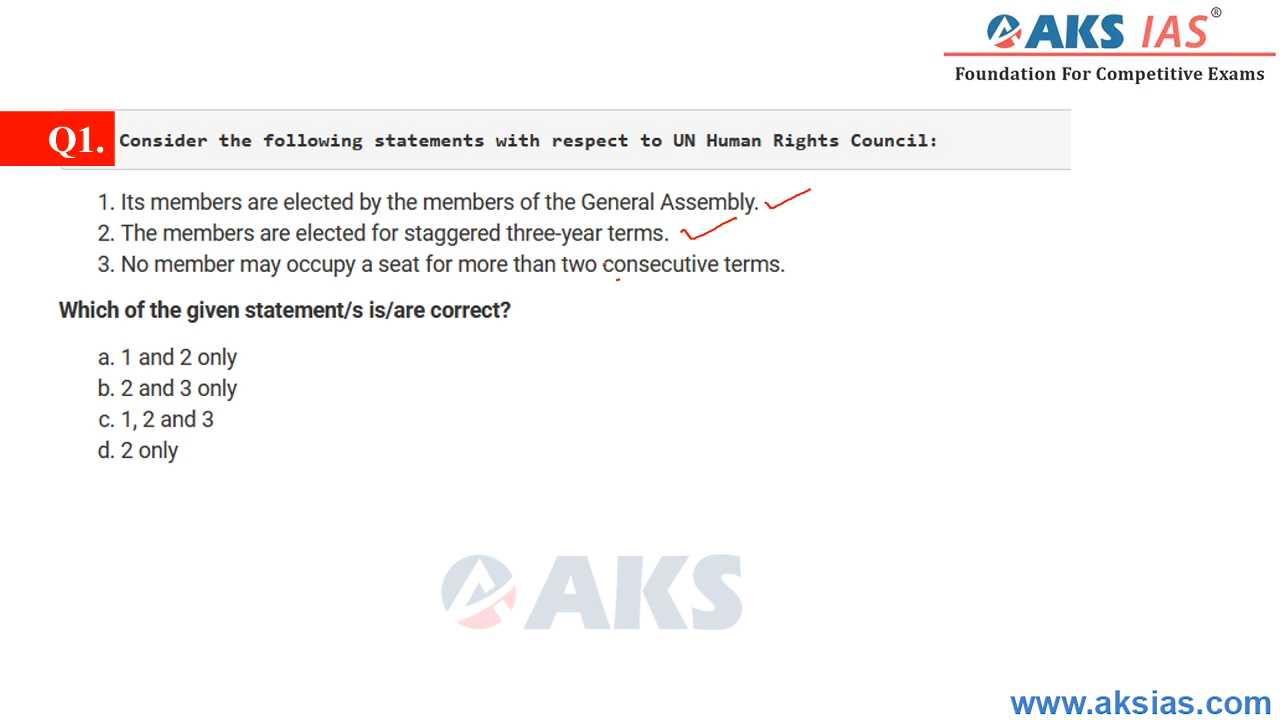 AKS IAS®
Foundation For Competitive Exams
Q1. Consider the following statements with respect to UN Human Rights Council:
1. Its members are elected by the members of the General Assembly.
2. The members are elected for staggered three-year terms.
3. No member may occupy a seat for more than two consecutive terms.
Which of the given statement/s is/are correct?
a. 1 and 2 only
b. 2 and 3 only
c. 1, 2 and 3
d. 2 only
AKS
www.aksias.com